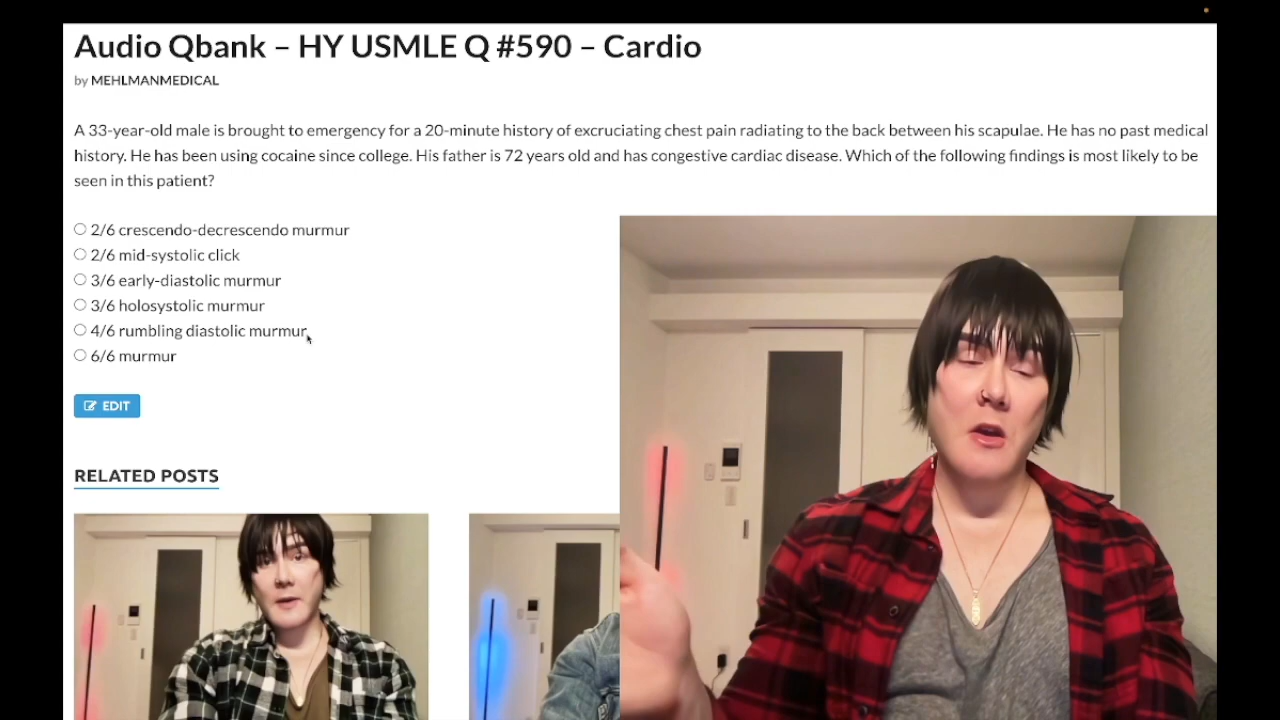 Audio Qbank – HY USMLE Q #590 – Cardio
by MEHLMANMEDICAL
A 33-year-old male is brought to emergency for a 20-minute history of excruciating chest pain radiating to the back between his scapulae. He has no past medical
history. He has been using cocaine since college. His father is 72 years old and has congestive cardiac disease. Which of the following findings is most likely to be
seen in this patient?
2/6 crescendo-decrescendo murmur
2/6 mid-systolic click
3/6 early-diastolic murmur
3/6 holosystolic murmur
4/6 rumbling diastolic murmur
6/6 murmur
EDIT
RELATED POSTS